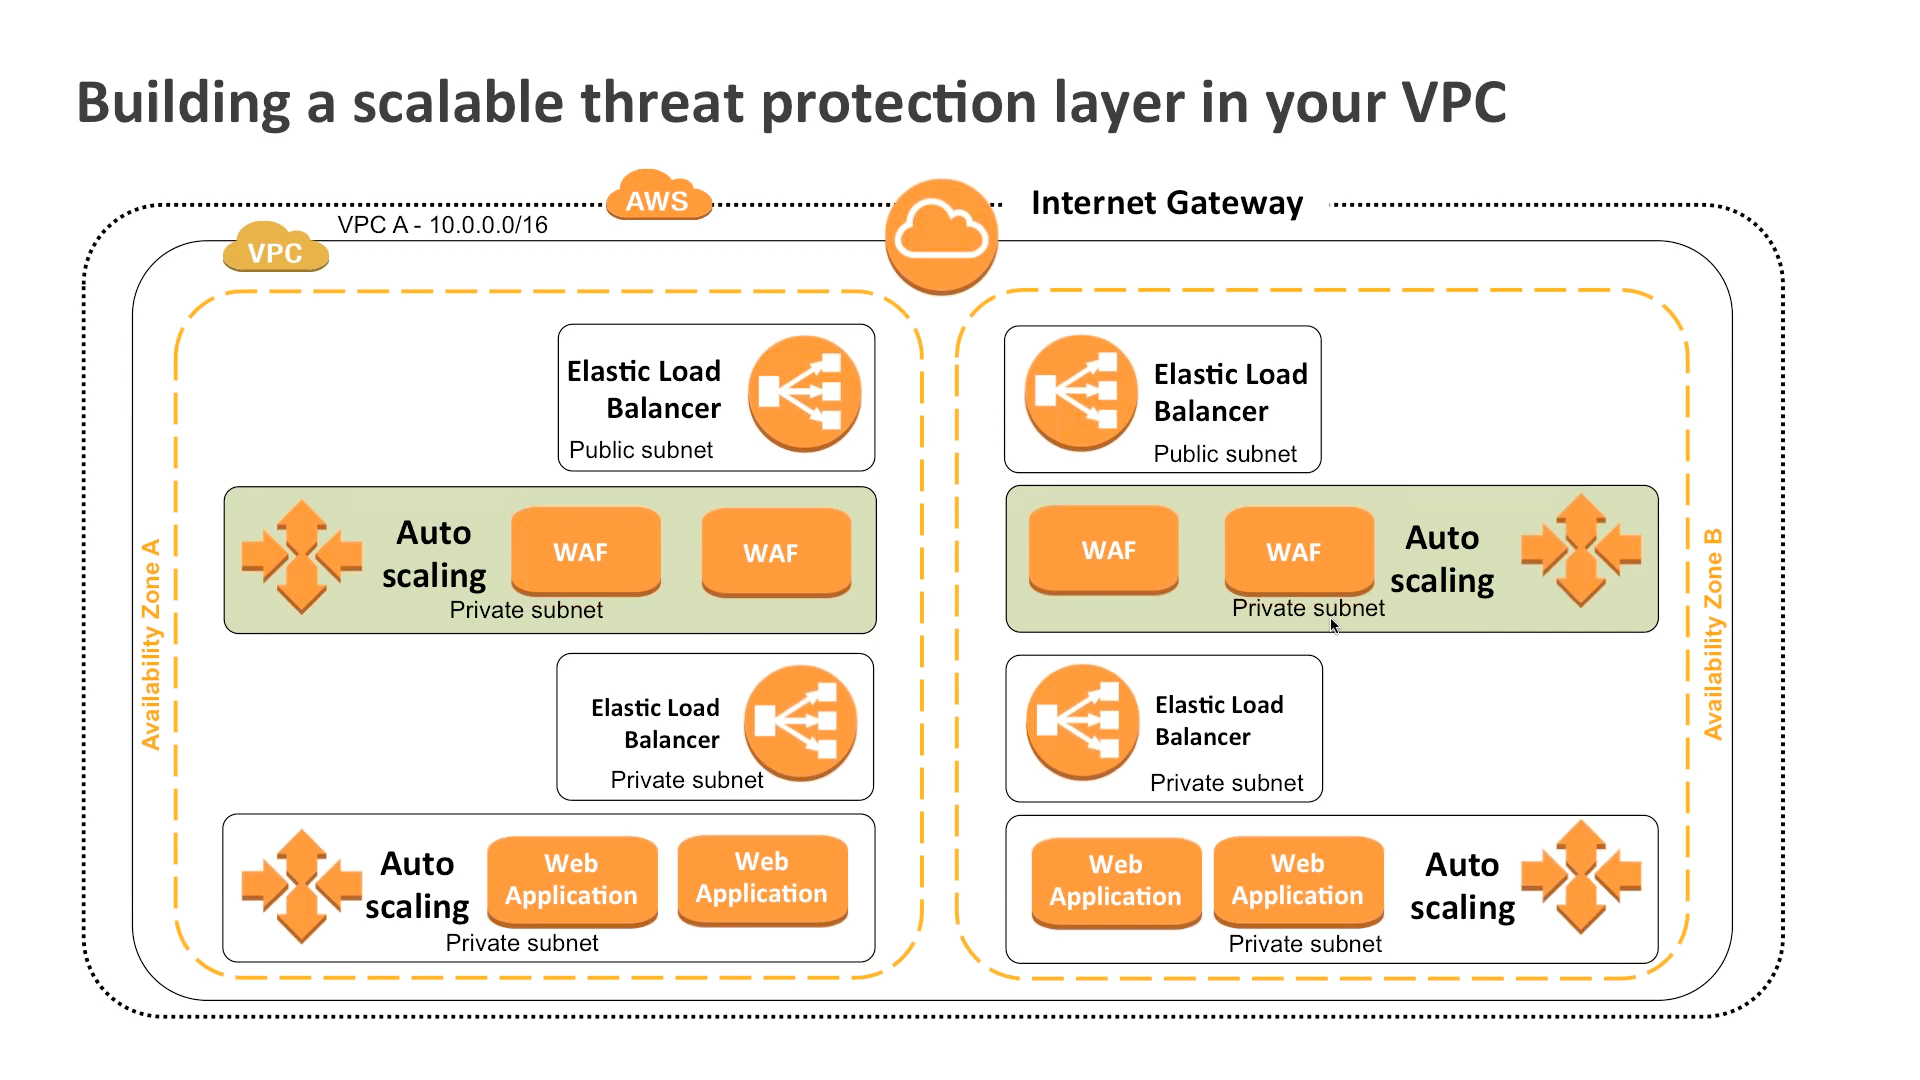 Building a scalable threat protection layer in your VPC
AWS
Internet Gateway
VPC A - 10.0.0.0/16
VPC
Elastic Load
Balancer
Public subnet
Elastic Load
Balancer
Public subnet
Availability Zone A
Auto
scaling
WAF
WAF
Private subnet
WAF
WAF
Auto
scaling
Private subnet
Availability Zone B
Elastic Load
Balancer
Private subnet
Elastic Load
Balancer
Private subnet
Auto
scaling
Web
Application
Web
Application
Private subnet
Web
Application
Web
Application
Auto
scaling
Private subnet